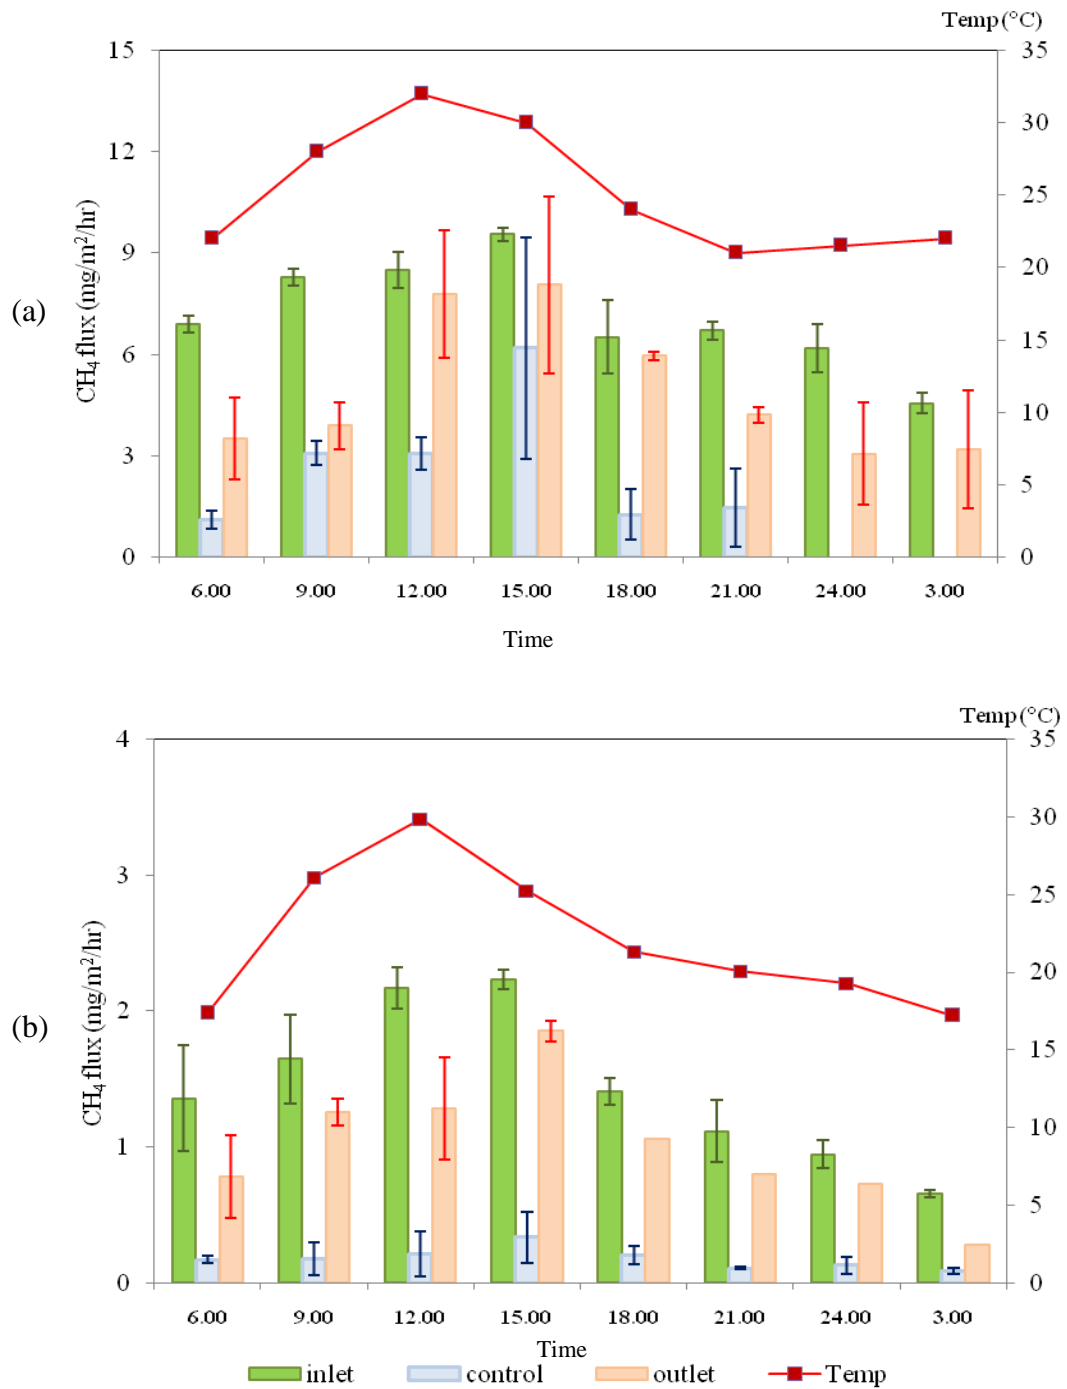 Temp (°C)
15 35
30
12
25
9
20
(a)
CH₄ flux (mg/m²/hr)
6 15
10
3
5
0 0
6.00 9.00 12.00 15.00 18.00 21.00 24.00 3.00
Time
Temp (°C)
4 35
30
3
25
20
2
(b)
CH₄ flux (mg/m²/hr)
15
1 10
5
0 0
6.00 9.00 12.00 15.00 18.00 21.00 24.00 3.00
Time
inlet control outlet Temp